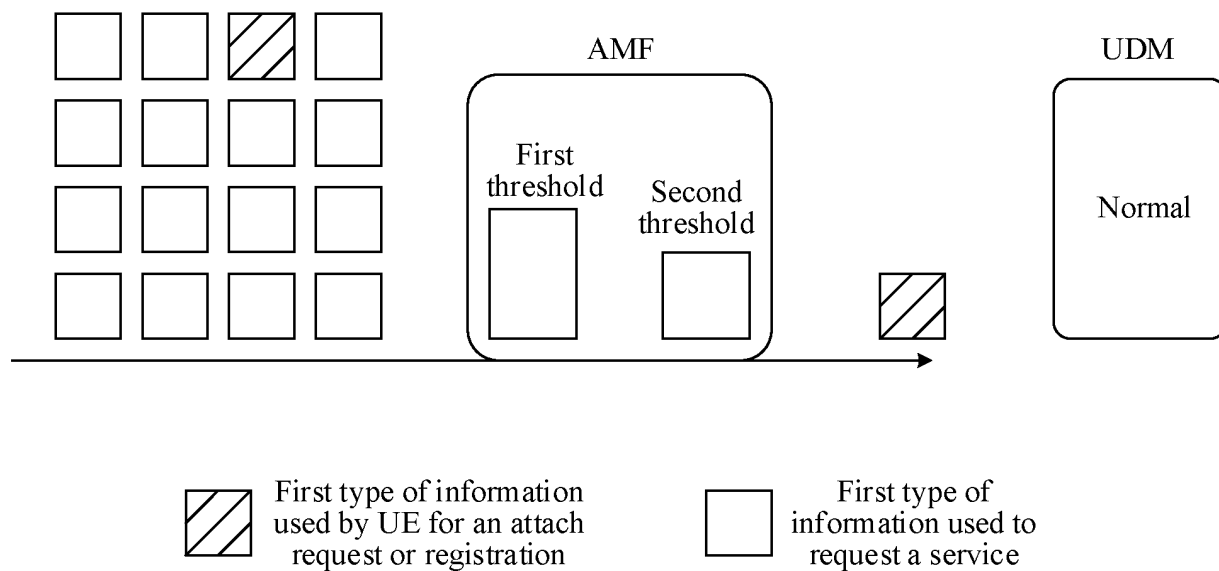 AMF
UDM
First
threshold
Second
threshold
Normal
First type of information
used by UE for an attach
request or registration
First type of
information used to
request a service